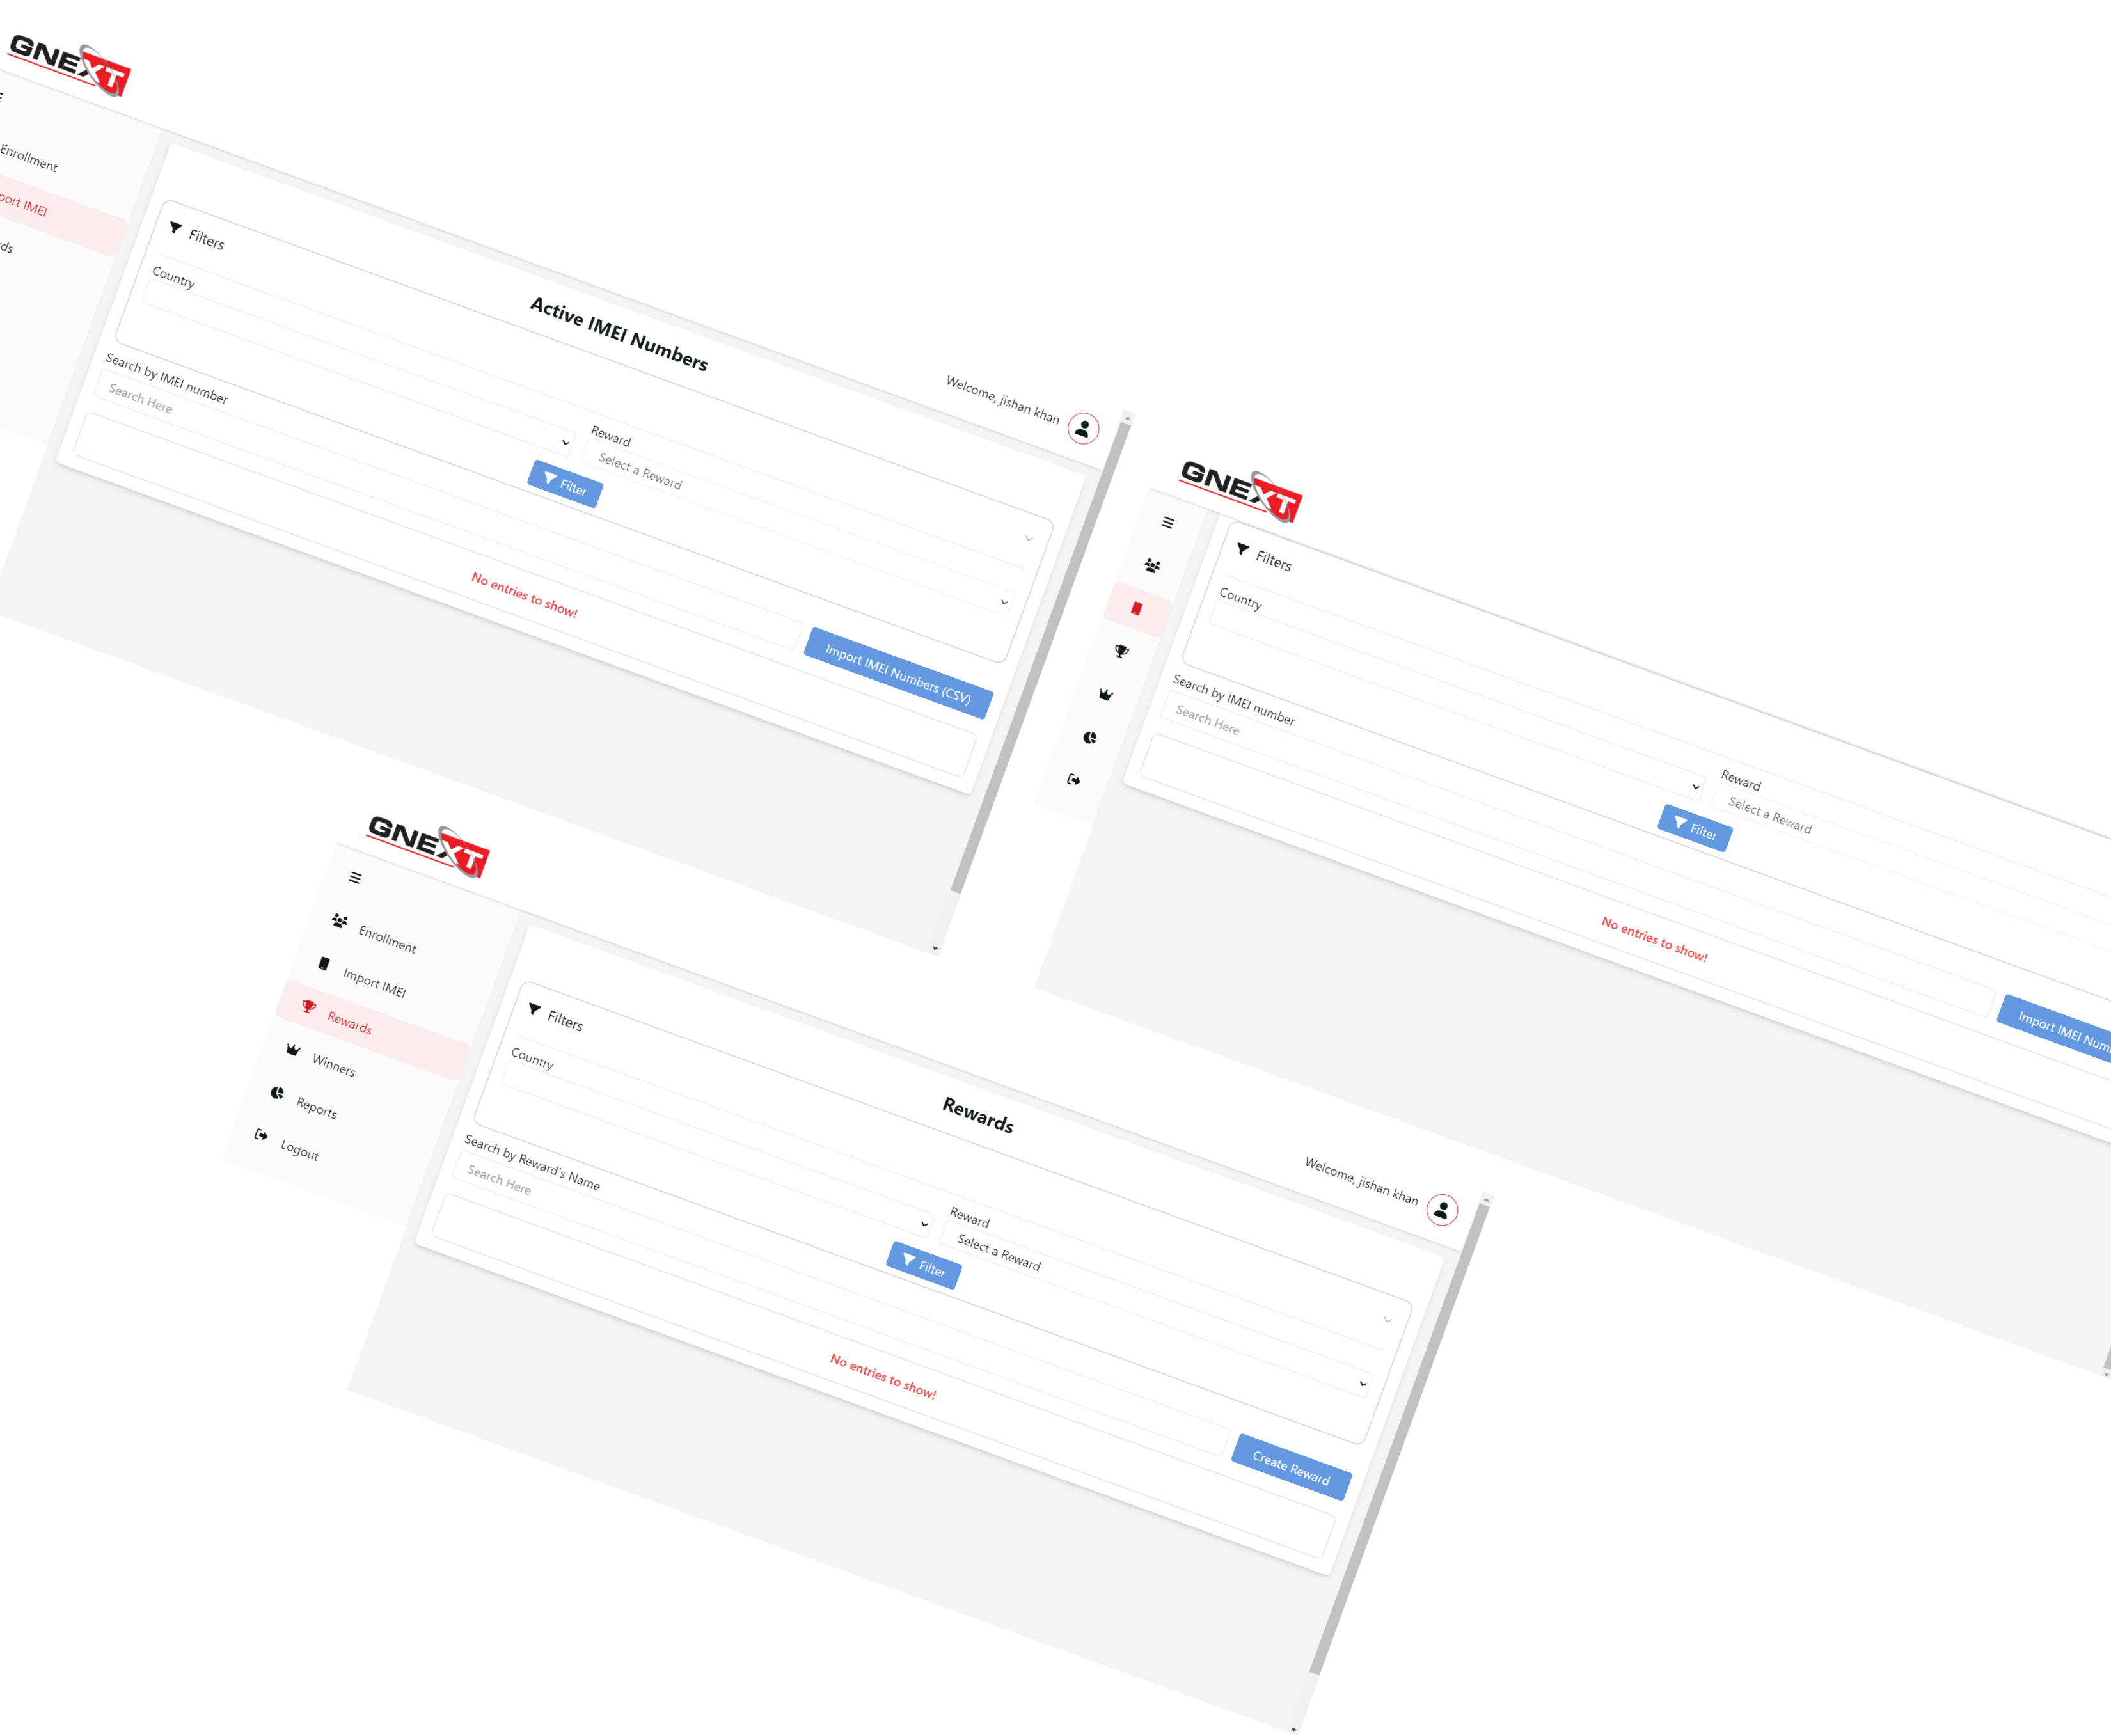 GNEXT
Enrollment
port IMEI
ds
Welcome, jishan khan
Active IMEI Numbers
Filters
Country
Reward
Select a Reward
Filter
Search by IMEI number
Search Here
Import IMEI Numbers (CSV)
No entries to show!
GNEXT
Filters
Country
Reward
Select a Reward
Filter
Search by IMEI number
Search Here
Import IMEI Num
No entries to show!
GNEXT
Enrollment
Import IMEI
Rewards
Winners
Reports
Logout
Welcome, jishan khan
Rewards
Filters
Country
Reward
Select a Reward
Filter
Search by Reward's Name
Search Here
Create Reward
No entries to show!